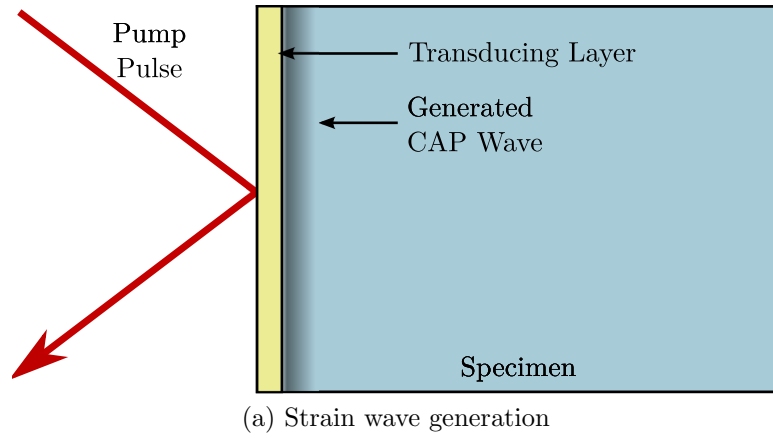 Pump
Pulse
Transducing Layer
Generated
CAP Wave
Specimen
(a) Strain wave generation